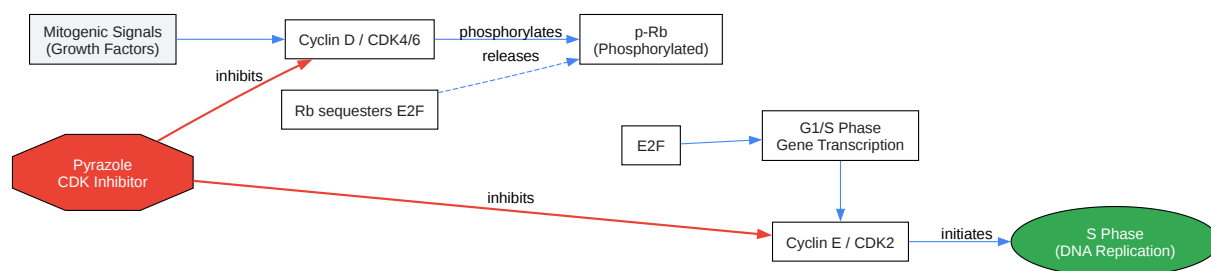 Mitogenic Signals
(Growth Factors)
Cyclin D / CDK4/6
phosphorylates
p-Rb
(Phosphorylated)
releases
inhibits
Rb sequesters E2F
E2F
G1/S Phase
Gene Transcription
Pyrazole
CDK Inhibitor
inhibits
Cyclin E / CDK2
initiates
S Phase
(DNA Replication)